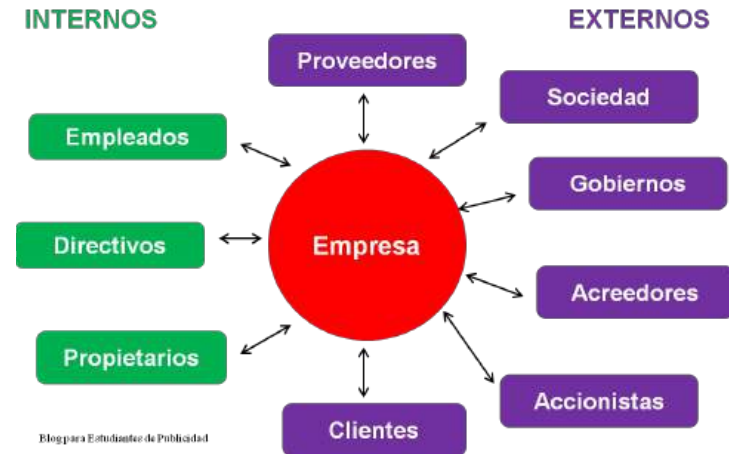 INTERNOS
EXTERNOS
Proveedores
Sociedad
Empleados
Gobiernos
Directivos
Empresa
Acreedores
Propietarios
Accionistas
Clientes
Blog para Estudiantes de Publicidad